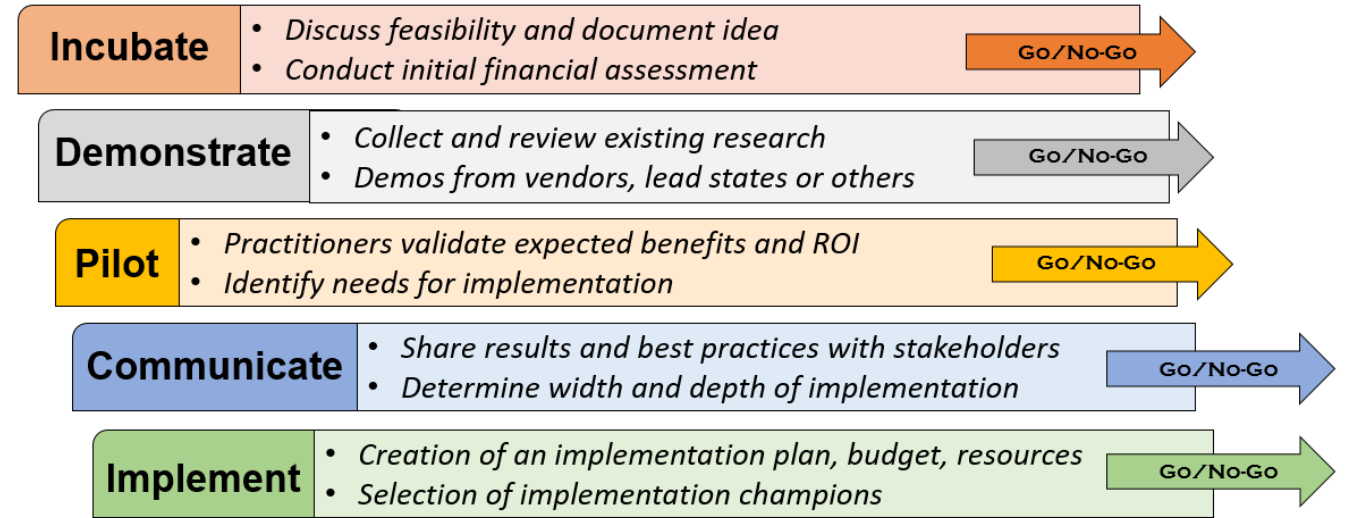 Incubate
• Discuss feasibility and document idea
• Conduct initial financial assessment
Go/No-Go
Demonstrate
• Collect and review existing research
• Demos from vendors, lead states or others
Go/No-Go
Pilot
• Practitioners validate expected benefits and ROI
• Identify needs for implementation
Go/No-Go
Communicate
• Share results and best practices with stakeholders
• Determine width and depth of implementation
Go/No-Go
Implement
• Creation of an implementation plan, budget, resources
• Selection of implementation champions
Go/No-Go